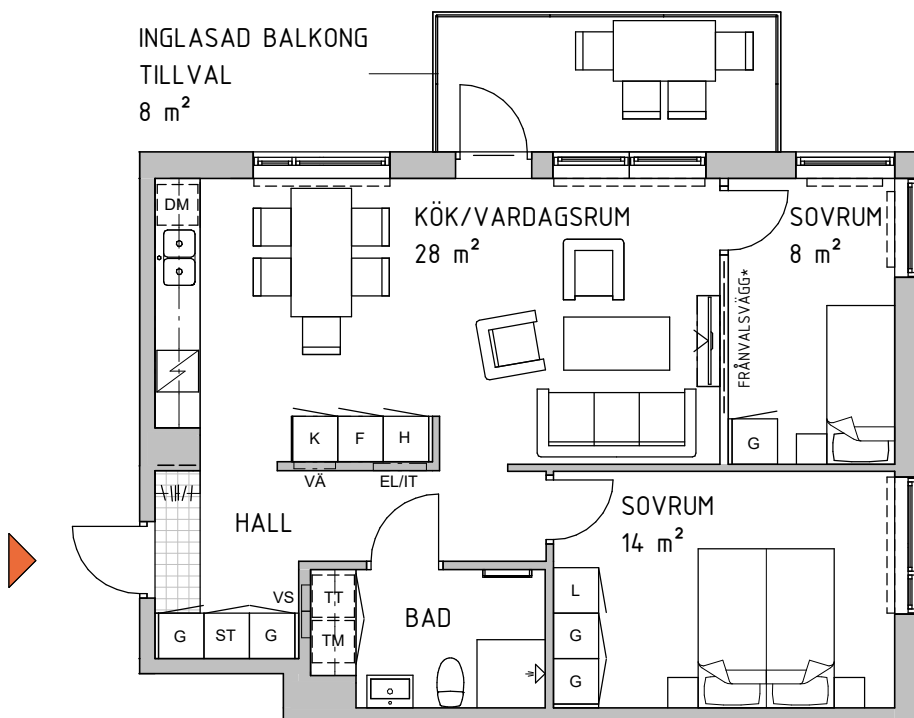 INGLASAD BALKONG
TILLVAL
8 m²
DM
KÖK/VARDAGSRUM
28 m²
SOVRUM
8 m²
FRÅNVALSVÄGG*
K F H
G
VÄ EL/IT
HALL
SOVRUM
14 m²
VS TT
L
BAD
G ST G
TM
G
G